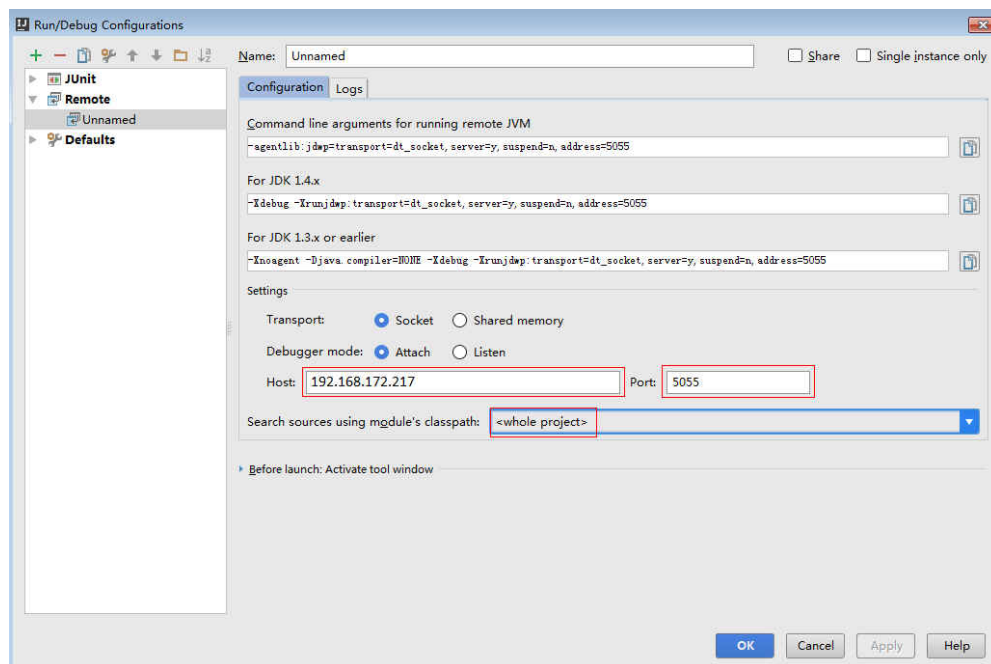 Run/Debug Configurations
JUnit
Remote
Unnamed
Defaults
Name: Unnamed
Share
Single instance only
Configuration
Logs
Command line arguments for running remote JVM
-agentlib:jdwp=transport=dt_socket, server=y, suspend=n, address=5055
For JDK 1.4.x
-Xdebug -Xrunjdwp:transport=dt_socket, server=y, suspend=n, address=5055
For JDK 1.3.x or earlier
-Xnoagent -Djava.compiler=NONE -Xdebug -Xrunjdwp:transport=dt_socket, server=y, suspend=n, address=5055
Settings
Transport: Socket Shared memory
Debugger mode: Attach Listen
Host: 192.168.172.217 Port: 5055
Search sources using module's classpath: <whole project>
Before launch: Activate tool window
OK Cancel Apply Help